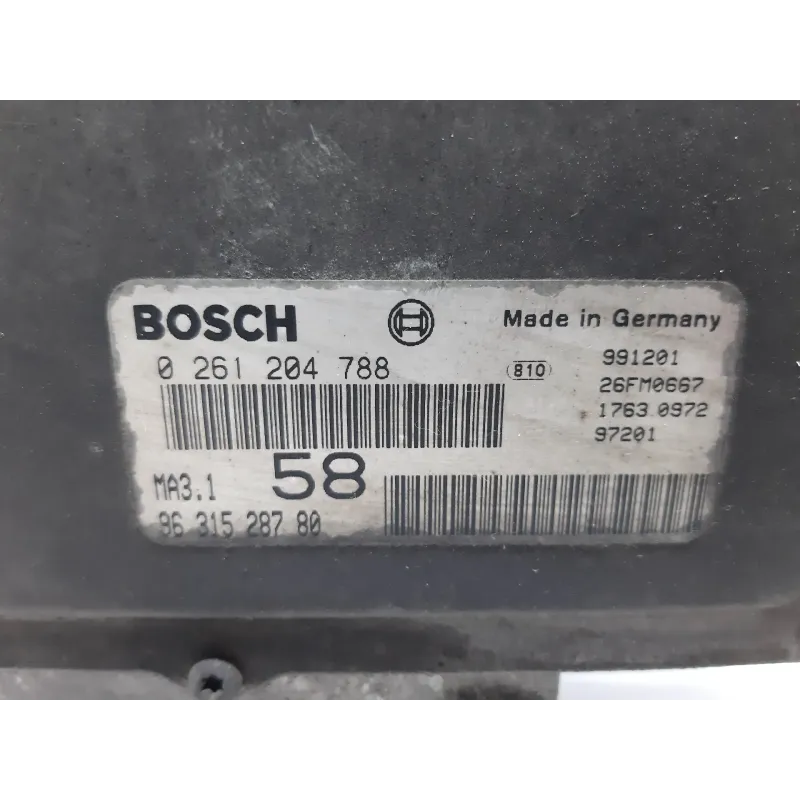 BOSCH
Made in Germany
0 261 204 788
810
991201
26FM0667
1763 0972
97201
MA3.1
58
96 315 287 80